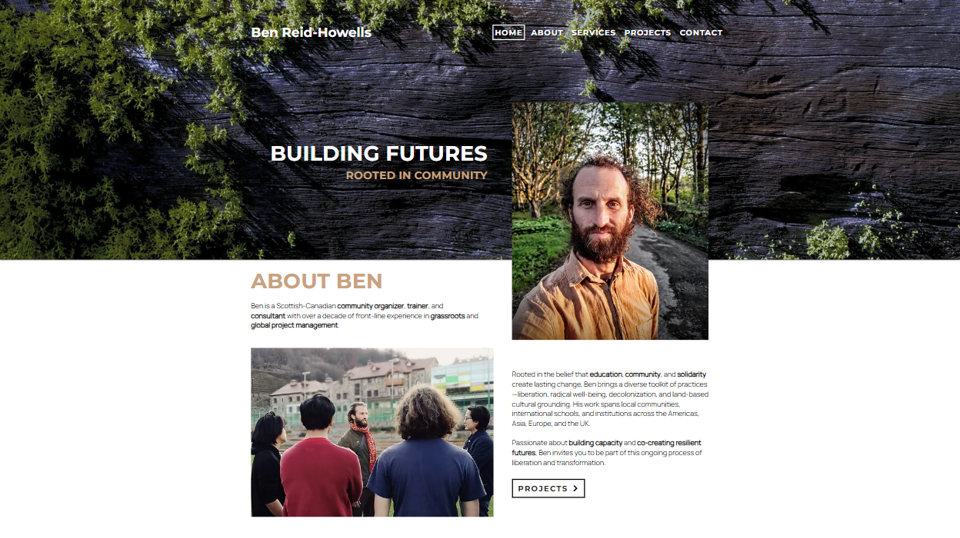 Ben Reid-Howells
HOME ABOUT SERVICES PROJECTS CONTACT
BUILDING FUTURES
ROOTED IN COMMUNITY
ABOUT BEN
Ben is a Scottish-Canadian community organizer, trainer, and
consultant with over a decade of front-line experience in grassroots and
global project management.
Rooted in the belief that education, community, and solidarity
create lasting change, Ben brings a diverse toolkit of practices
—liberation, radical well-being, decolonization, and land-based
cultural grounding. His work spans local communities,
international schools, and institutions across the Americas,
Asia, Europe, and the UK.
Passionate about building capacity and co-creating resilient
futures, Ben invites you to be part of this ongoing process of
liberation and transformation.
PROJECTS